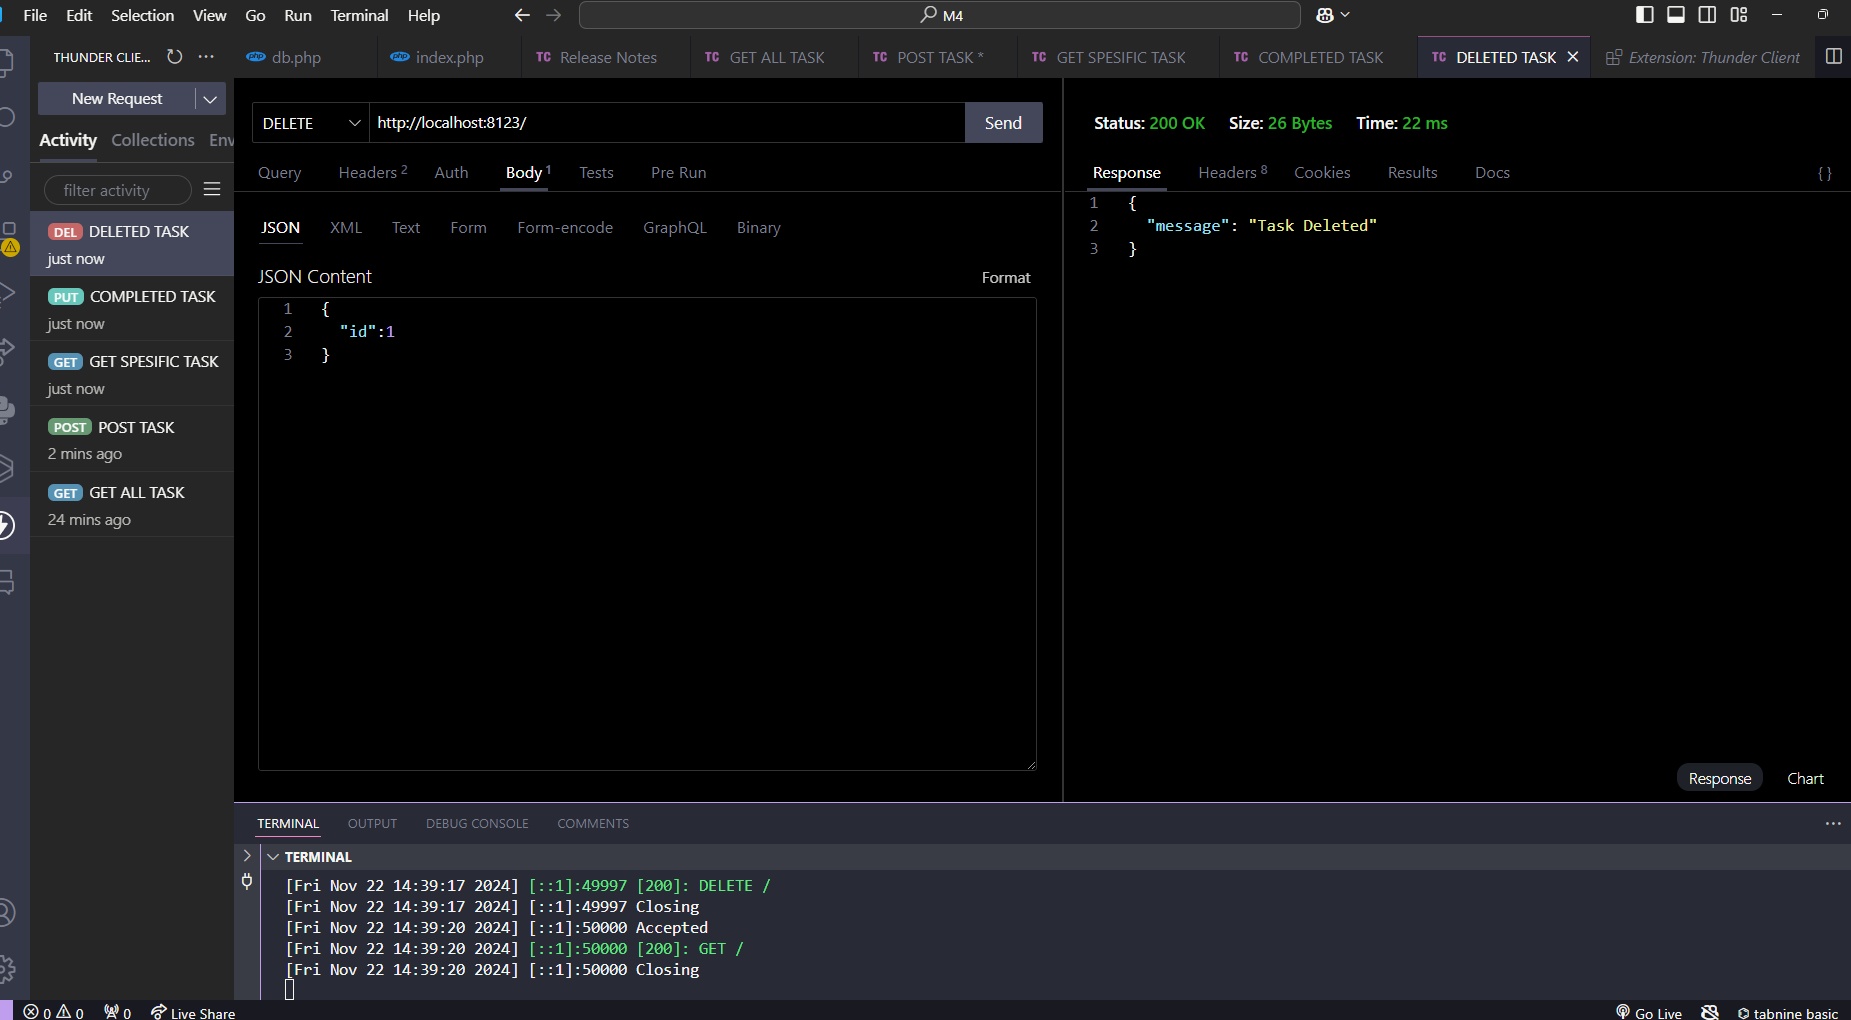 File Edit Selection View Go Run Terminal Help M4
THUNDER CLIE... db.php index.php TC Release Notes TC GET ALL TASK TC POST TASK * TC GET SPESIFIC TASK TC COMPLETED TASK TC DELETED TASK Extension: Thunder Client
New Request
Activity Collections Env
filter activity
DEL DELETED TASK
just now
PUT COMPLETED TASK
just now
GET GET SPESIFIC TASK
just now
POST POST TASK
2 mins ago
GET GET ALL TASK
24 mins ago
DELETE http://localhost:8123/ Send
Query Headers 2 Auth Body 1 Tests Pre Run
JSON XML Text Form Form-encode GraphQL Binary
JSON Content Format
1 {
2 "id":1
3 }
Status: 200 OK Size: 26 Bytes Time: 22 ms
Response Headers 8 Cookies Results Docs { }
1 {
2 "message": "Task Deleted"
3 }
Response Chart
TERMINAL OUTPUT DEBUG CONSOLE COMMENTS
TERMINAL
[Fri Nov 22 14:39:17 2024] [::1]:49997 [200]: DELETE /
[Fri Nov 22 14:39:17 2024] [::1]:49997 Closing
[Fri Nov 22 14:39:20 2024] [::1]:50000 Accepted
[Fri Nov 22 14:39:20 2024] [::1]:50000 [200]: GET /
[Fri Nov 22 14:39:20 2024] [::1]:50000 Closing
0 0 0 Live Share Go Live tabnine basic